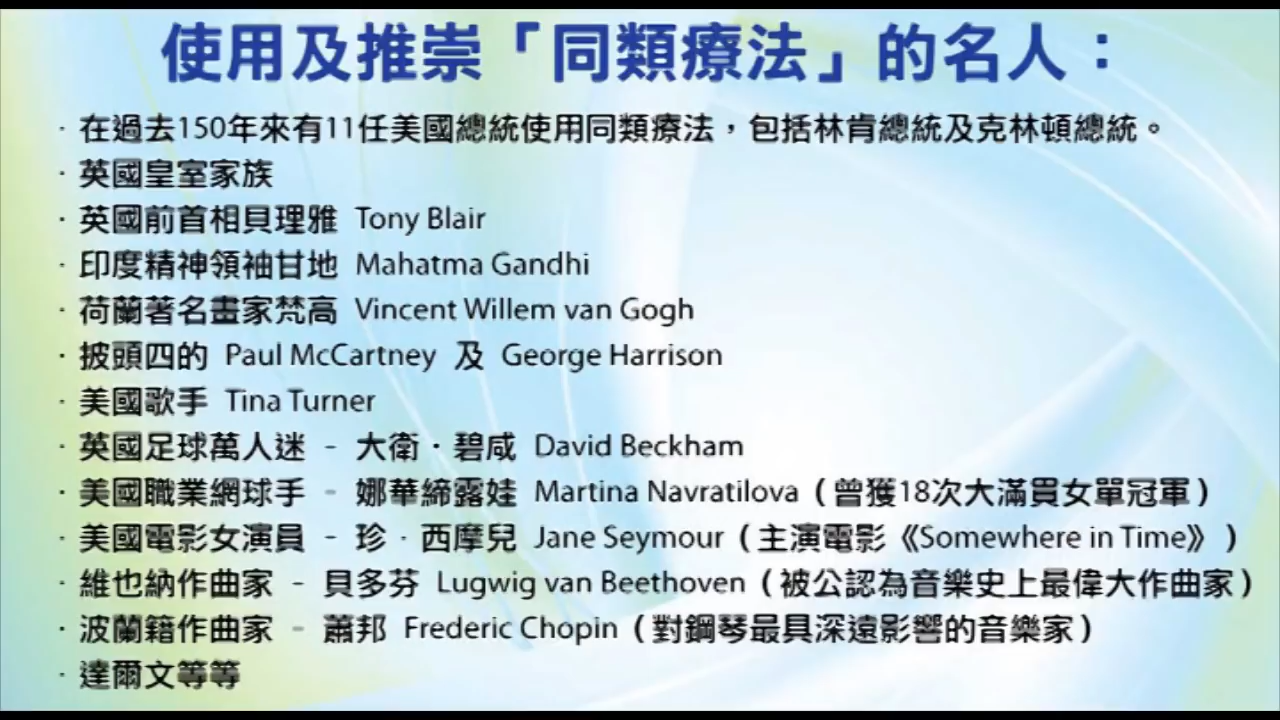 使用及推崇「同類療法」的名人：
· 在過去150年來有11任美國總統使用同類療法，包括林肯總統及克林頓總統。
· 英國皇室家族
· 英國前首相貝理雅 Tony Blair
· 印度精神領袖甘地 Mahatma Gandhi
· 荷蘭著名畫家梵高 Vincent Willem van Gogh
· 披頭四的 Paul McCartney 及 George Harrison
· 美國歌手 Tina Turner
· 英國足球萬人迷 - 大衛·碧咸 David Beckham
· 美國職業網球手 - 娜華締露娃 Martina Navratilova（曾獲18次大滿貫女單冠軍）
· 美國電影女演員 - 珍·西摩兒 Jane Seymour（主演電影《Somewhere in Time》）
· 維也納作曲家 - 貝多芬 Lugwig van Beethoven（被公認為音樂史上最偉大作曲家）
· 波蘭籍作曲家 - 蕭邦 Frederic Chopin（對鋼琴最具深遠影響的音樂家）
· 達爾文等等